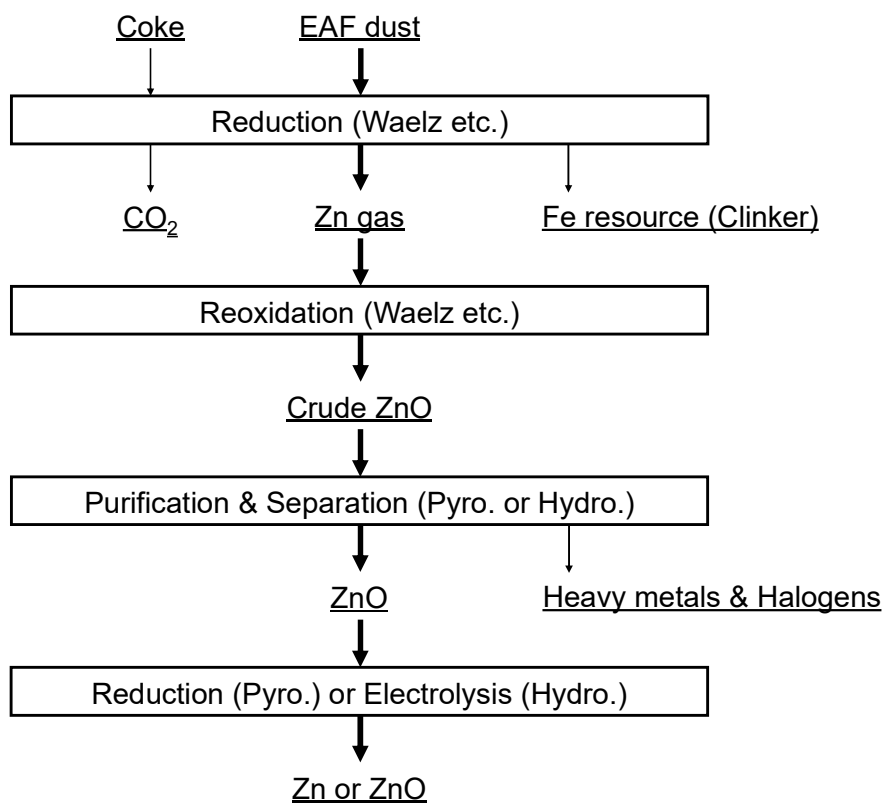 Coke EAF dust
Reduction (Waelz etc.)
CO₂ Zn gas Fe resource (Clinker)
Reoxidation (Waelz etc.)
Crude ZnO
Purification & Separation (Pyro. or Hydro.)
ZnO Heavy metals & Halogens
Reduction (Pyro.) or Electrolysis (Hydro.)
Zn or ZnO